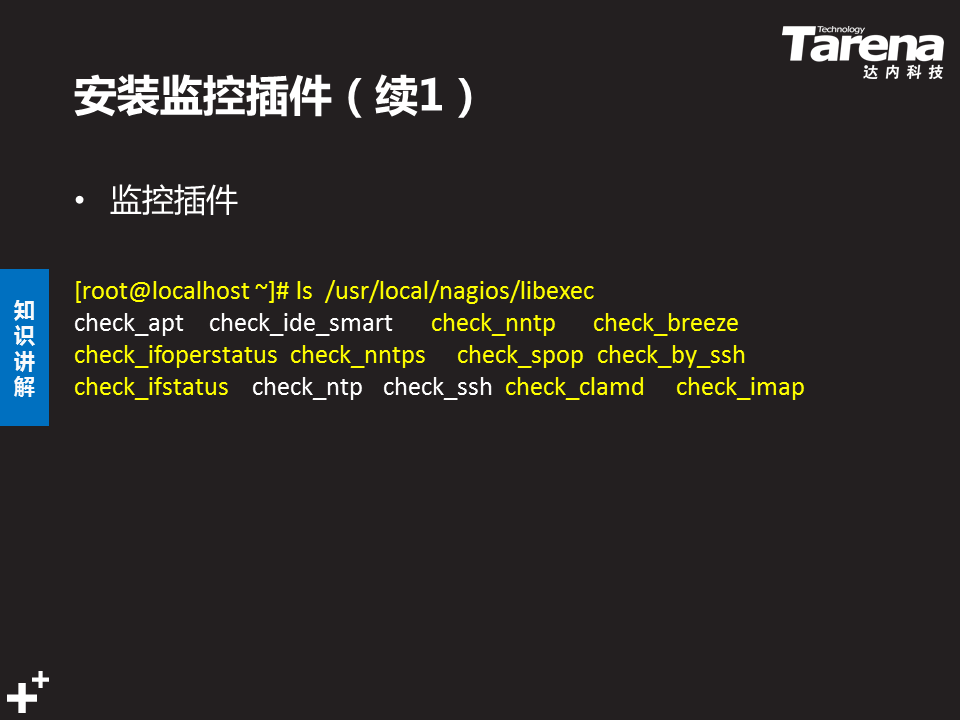 Technology
Tarena
达内科技
安装监控插件（续1）
• 监控插件
[root@localhost ~]# ls /usr/local/nagios/libexec
check_apt check_ide_smart check_nntp check_breeze
check_ifoperstatus check_nntps check_spop check_by_ssh
check_ifstatus check_ntp check_ssh check_clamd check_imap
知识讲解